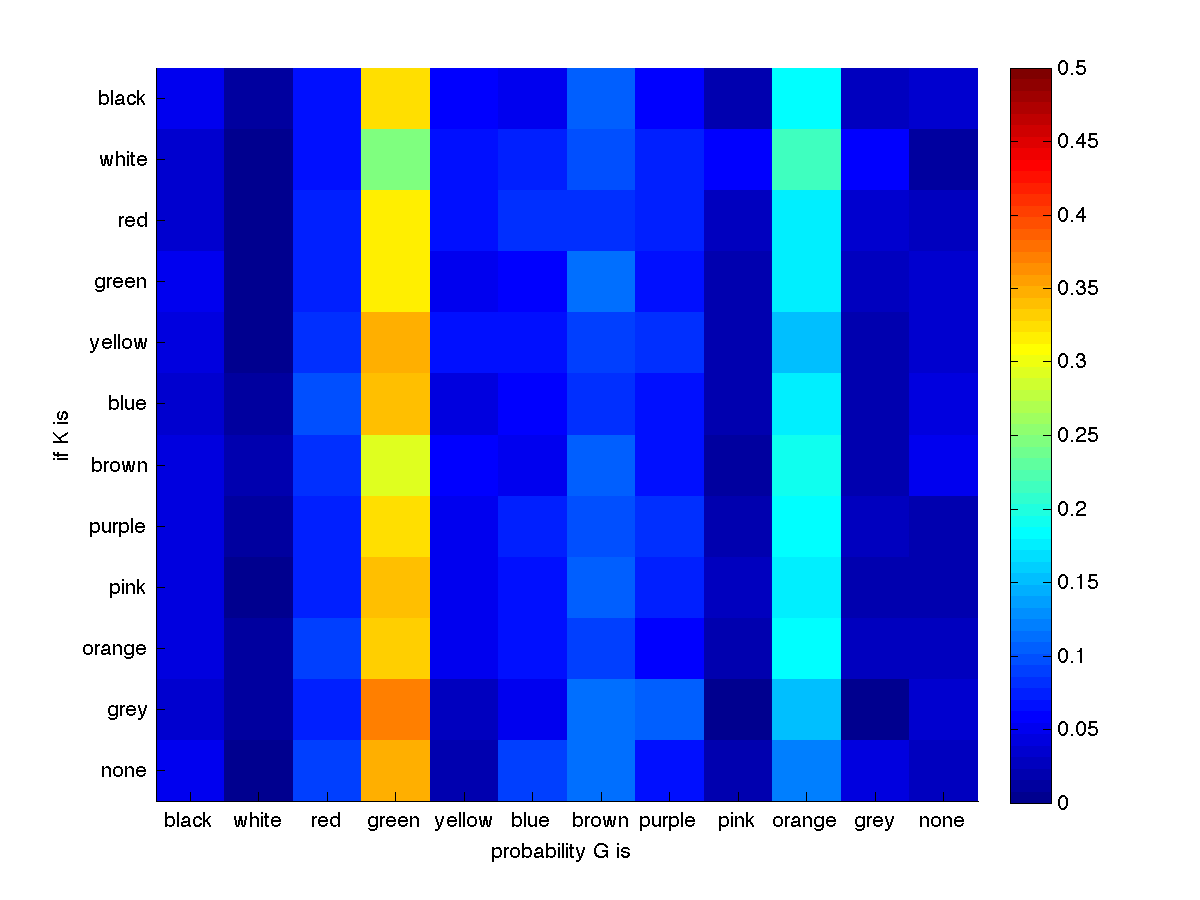 if K is
black
white
red
green
yellow
blue
brown
purple
pink
orange
grey
none
black white red green yellow blue brown purple pink orange grey none
probability G is
0.5
0.45
0.4
0.35
0.3
0.25
0.2
0.15
0.1
0.05
0